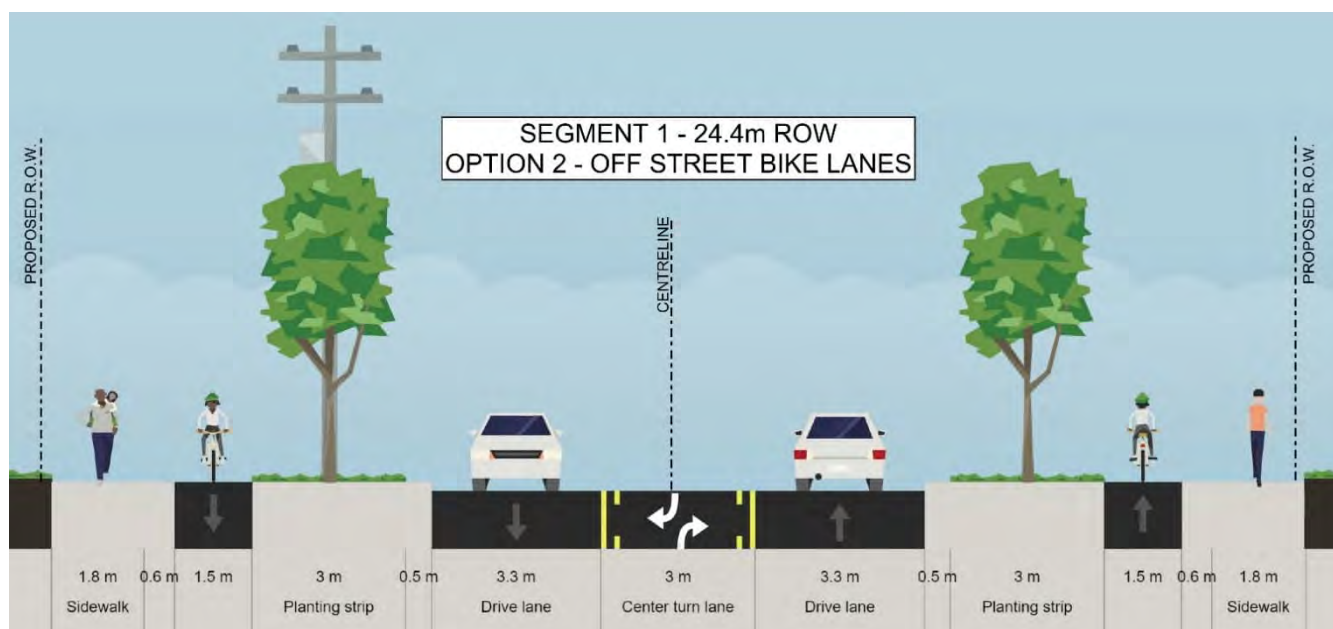 SEGMENT 1 - 24.4m ROW
OPTION 2 - OFF STREET BIKE LANES
PROPOSED R.O.W.
CENTRELINE
PROPOSED R.O.W.
1.8 m 0.6 m 1.5 m 3 m 0.5 m 3.3 m 3 m 3.3 m 0.5 m 3 m 1.5 m 0.6 m 1.8 m
Sidewalk Planting strip Drive lane Center turn lane Drive lane Planting strip Sidewalk